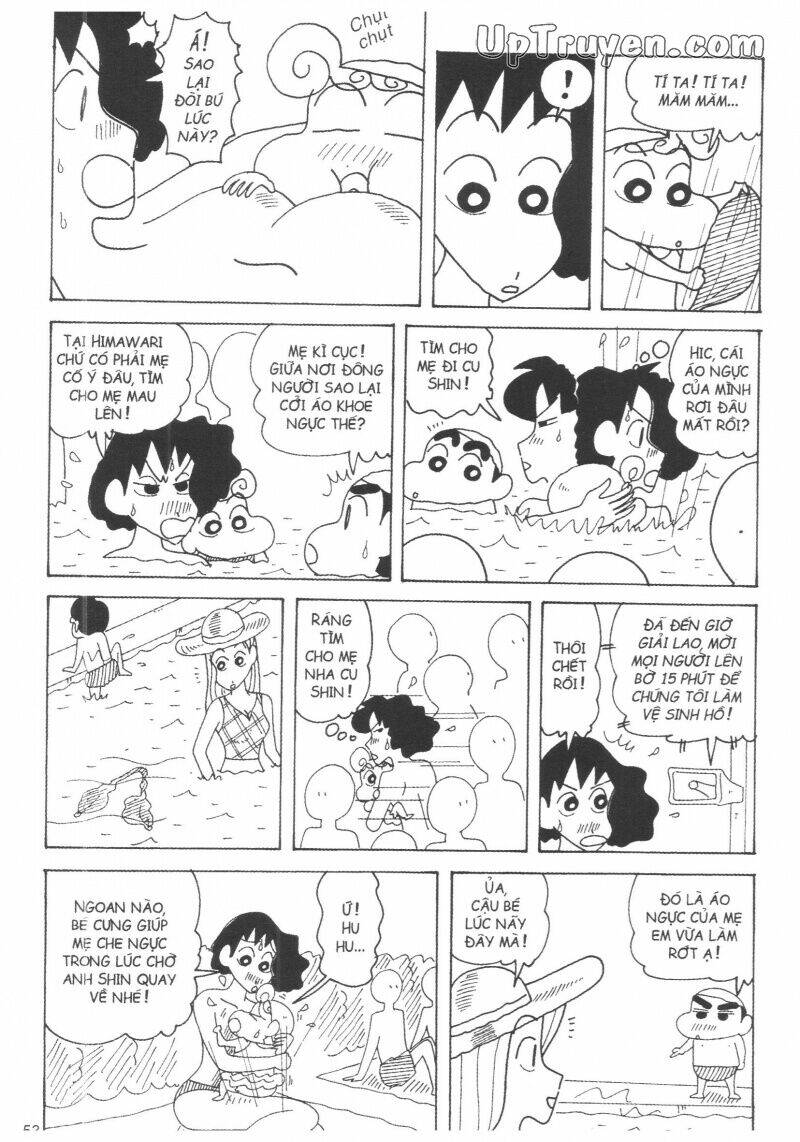 UpTruyen.com
Á!
SAO
LẠI
ĐÒI BÚ
LÚC
NÀY?
Chụt
chụt
!
TÍ TA! TÍ TA!
MĂM MĂM...
TẠI HIMAWARI
CHỨ CÓ PHẢI MẸ
CỐ Ý ĐÂU, TÌM
CHO MẸ MAU
LÊN!
MẸ KÌ CỤC!
GIỮA NƠI ĐÔNG
NGƯỜI SAO LẠI
CỞI ÁO KHOE
NGỰC THẾ?
TÌM CHO
MẸ ĐI CU
SHIN!
HIC, CÁI
ÁO NGỰC
CỦA MÌNH
RƠI ĐÂU
MẤT RỒI?
RÁNG
TÌM
CHO MẸ
NHA CU
SHIN!
THÔI
CHẾT
RỒI!
ĐÃ ĐẾN GIỜ
GIẢI LAO, MỜI
MỌI NGƯỜI LÊN
BỜ 15 PHÚT ĐỂ
CHÚNG TÔI LÀM
VỆ SINH HỒ!
NGOAN NÀO,
BÉ CƯNG GIÚP
MẸ CHE NGỰC
TRONG LÚC CHỜ
ANH SHIN QUAY
VỀ NHÉ!
Ứ!
HU
HU...
ỦA,
CẬU BÉ
LÚC NÃY
ĐÂY MÀ!
ĐÓ LÀ ÁO
NGỰC CỦA MẸ
EM VỪA LÀM
RỚT Ạ!